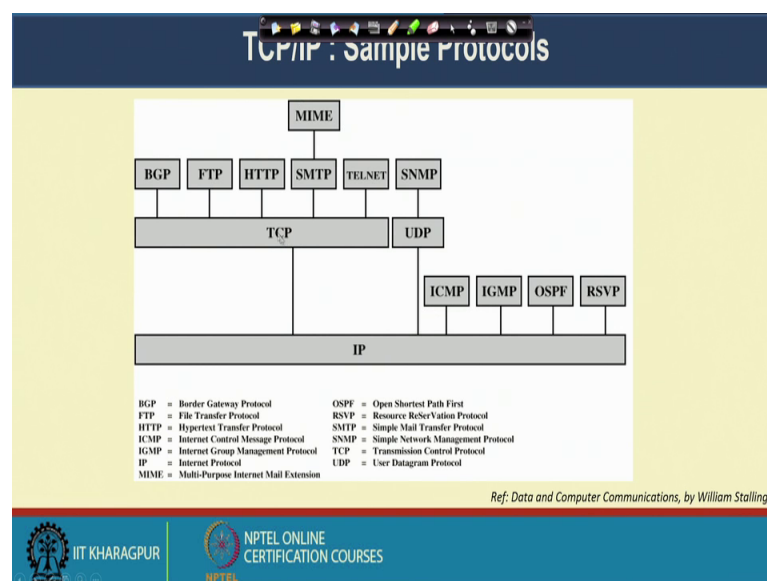 TCP/IP : Sample Protocols
MIME
BGP FTP HTTP SMTP TELNET SNMP
TCP UDP
ICMP IGMP OSPF RSVP
IP
BGP = Border Gateway Protocol
FTP = File Transfer Protocol
HTTP = Hypertext Transfer Protocol
ICMP = Internet Control Message Protocol
IGMP = Internet Group Management Protocol
IP = Internet Protocol
MIME = Multi-Purpose Internet Mail Extension
OSPF = Open Shortest Path First
RSVP = Resource ReSerVation Protocol
SMTP = Simple Mail Transfer Protocol
SNMP = Simple Network Management Protocol
TCP = Transmission Control Protocol
UDP = User Datagram Protocol
Ref: Data and Computer Communications, by William Stalling
IIT KHARAGPUR
NPTEL ONLINE
CERTIFICATION COURSES
NPTEL